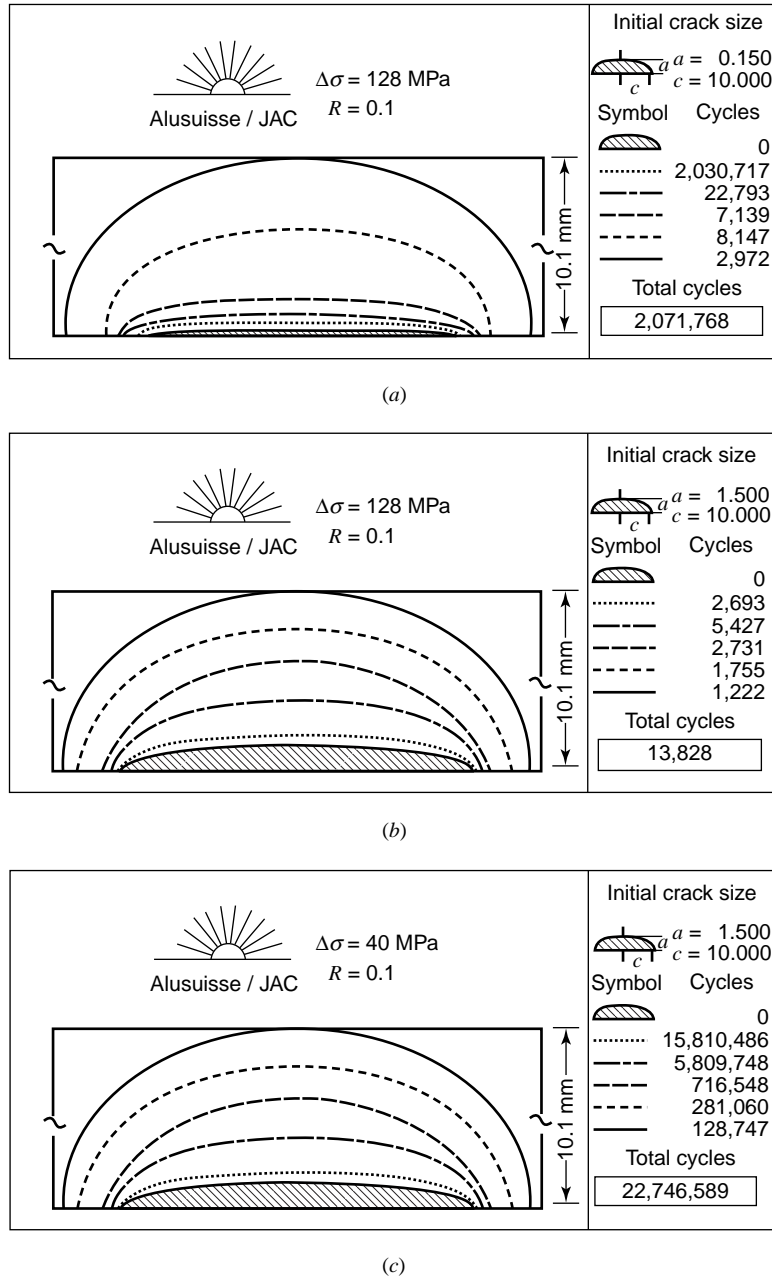 Initial crack size
a
a = 0.150
c
c = 10.000
Δσ = 128 MPa
R = 0.1
Alusuisse / JAC
Symbol Cycles
0
2,030,717
22,793
7,139
8,147
2,972
Total cycles
2,071,768
10.1 mm
(a)
Initial crack size
a
a = 1.500
c
c = 10.000
Δσ = 128 MPa
R = 0.1
Alusuisse / JAC
Symbol Cycles
0
2,693
5,427
2,731
1,755
1,222
Total cycles
13,828
10.1 mm
(b)
Initial crack size
a
a = 1.500
c
c = 10.000
Δσ = 40 MPa
R = 0.1
Alusuisse / JAC
Symbol Cycles
0
15,810,486
5,809,748
716,548
281,060
128,747
Total cycles
22,746,589
10.1 mm
(c)